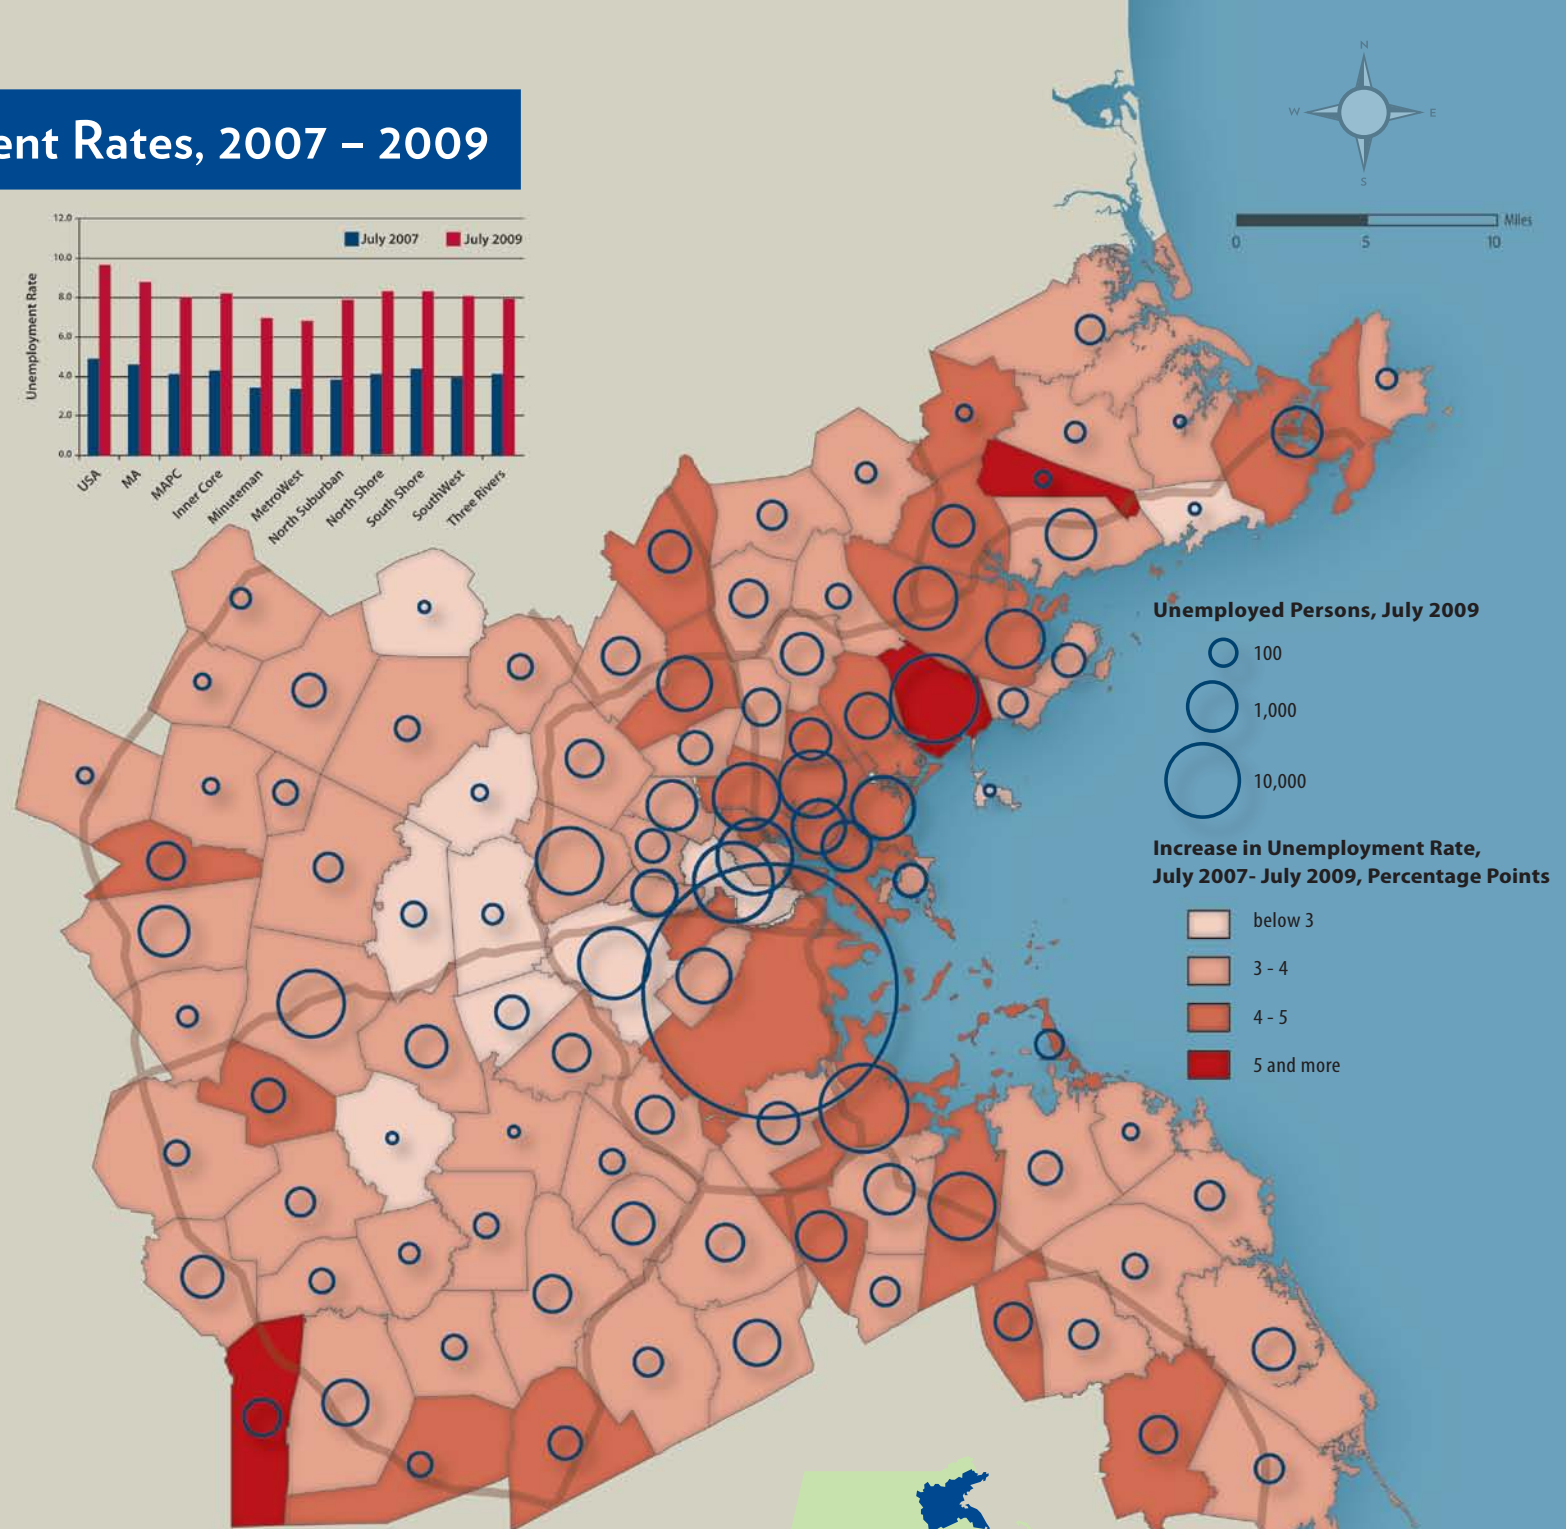 ent Rates, 2007 – 2009
N
W
E
S
Miles
0
5
10
12.0
10.0
8.0
6.0
4.0
2.0
0.0
Unemployment Rate
July 2007
July 2009
USA
MA
MAPC
Inner Core
Minuteman
MetroWest
North Suburban
North Shore
South Shore
SouthWest
Three Rivers
Unemployed Persons, July 2009
100
1,000
10,000
Increase in Unemployment Rate,
July 2007- July 2009, Percentage Points
below 3
3 - 4
4 - 5
5 and more